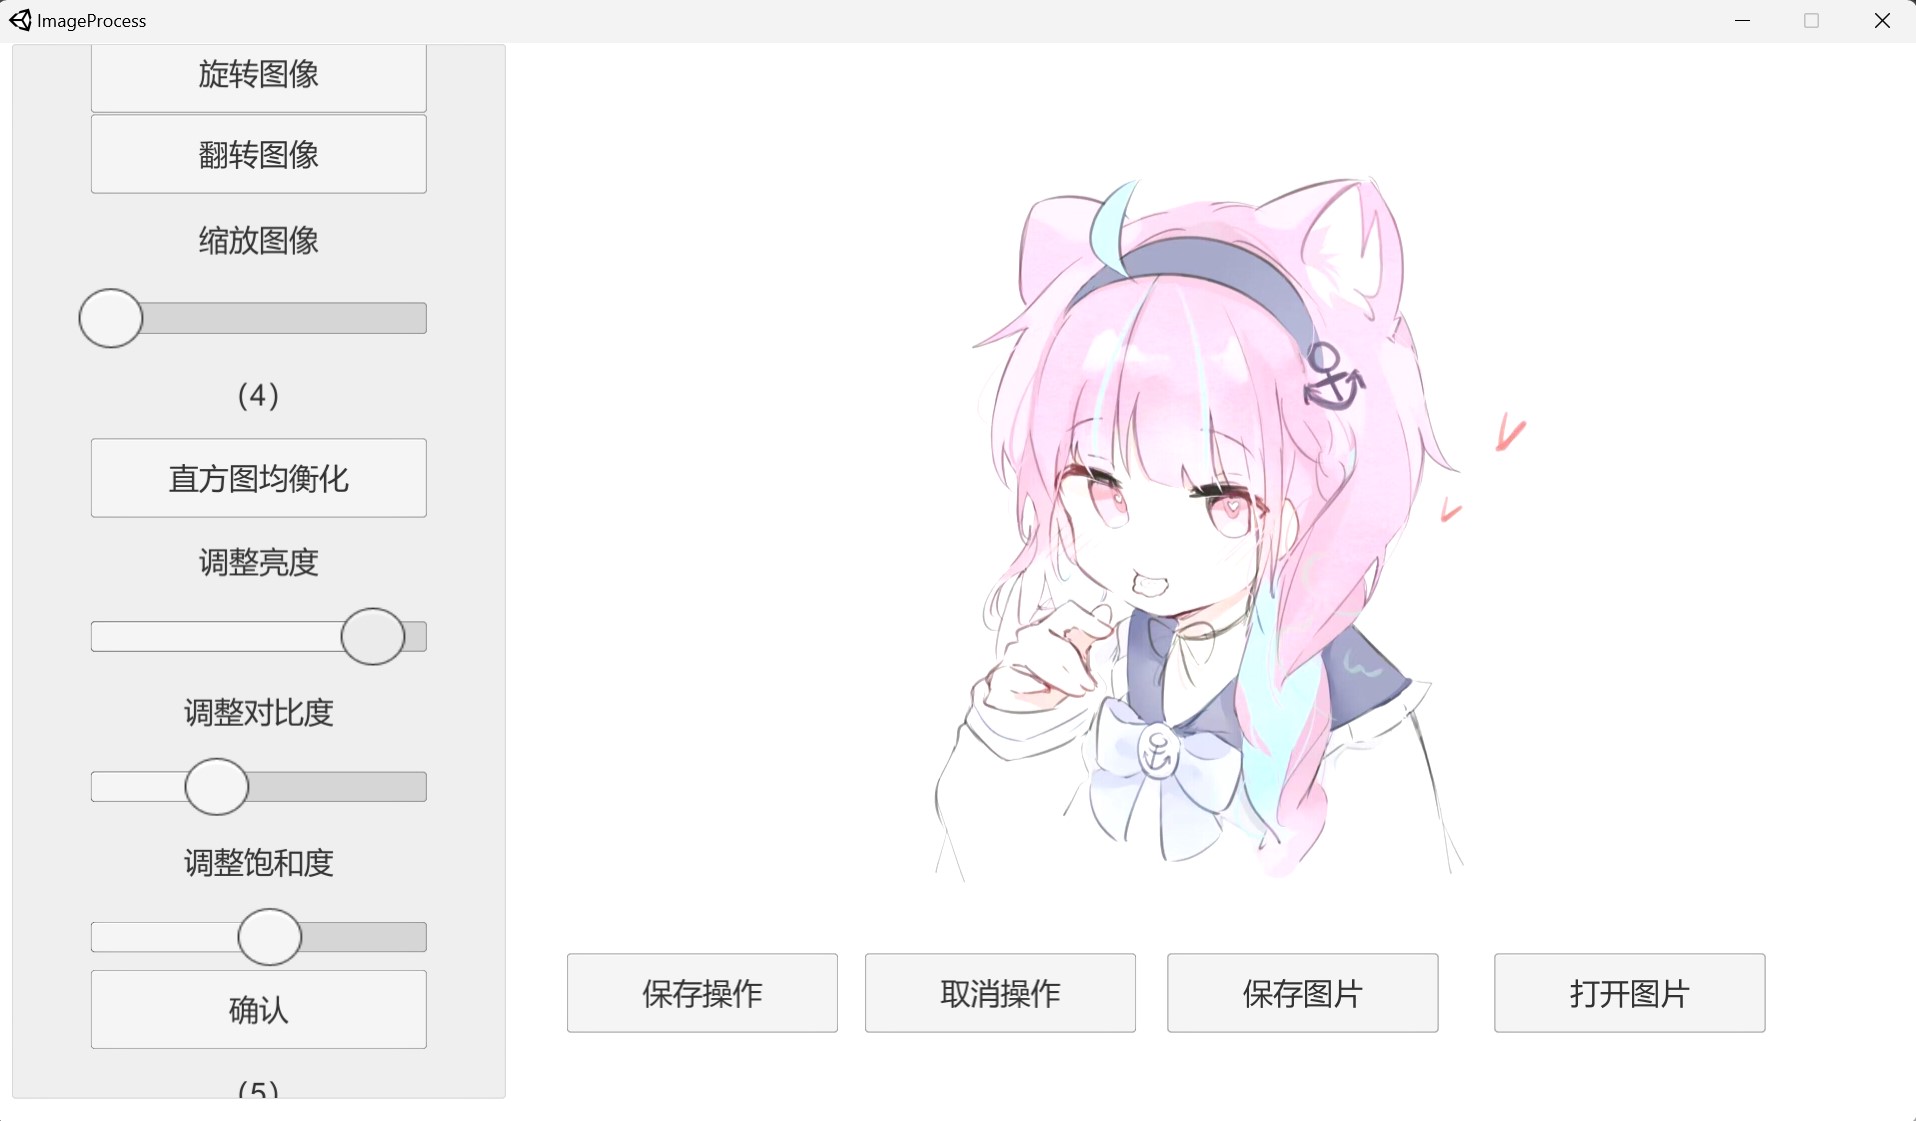 ImageProcess
旋转图像
翻转图像
缩放图像
(4)
直方图均衡化
调整亮度
调整对比度
调整饱和度
确认
(5)
保存操作
取消操作
保存图片
打开图片